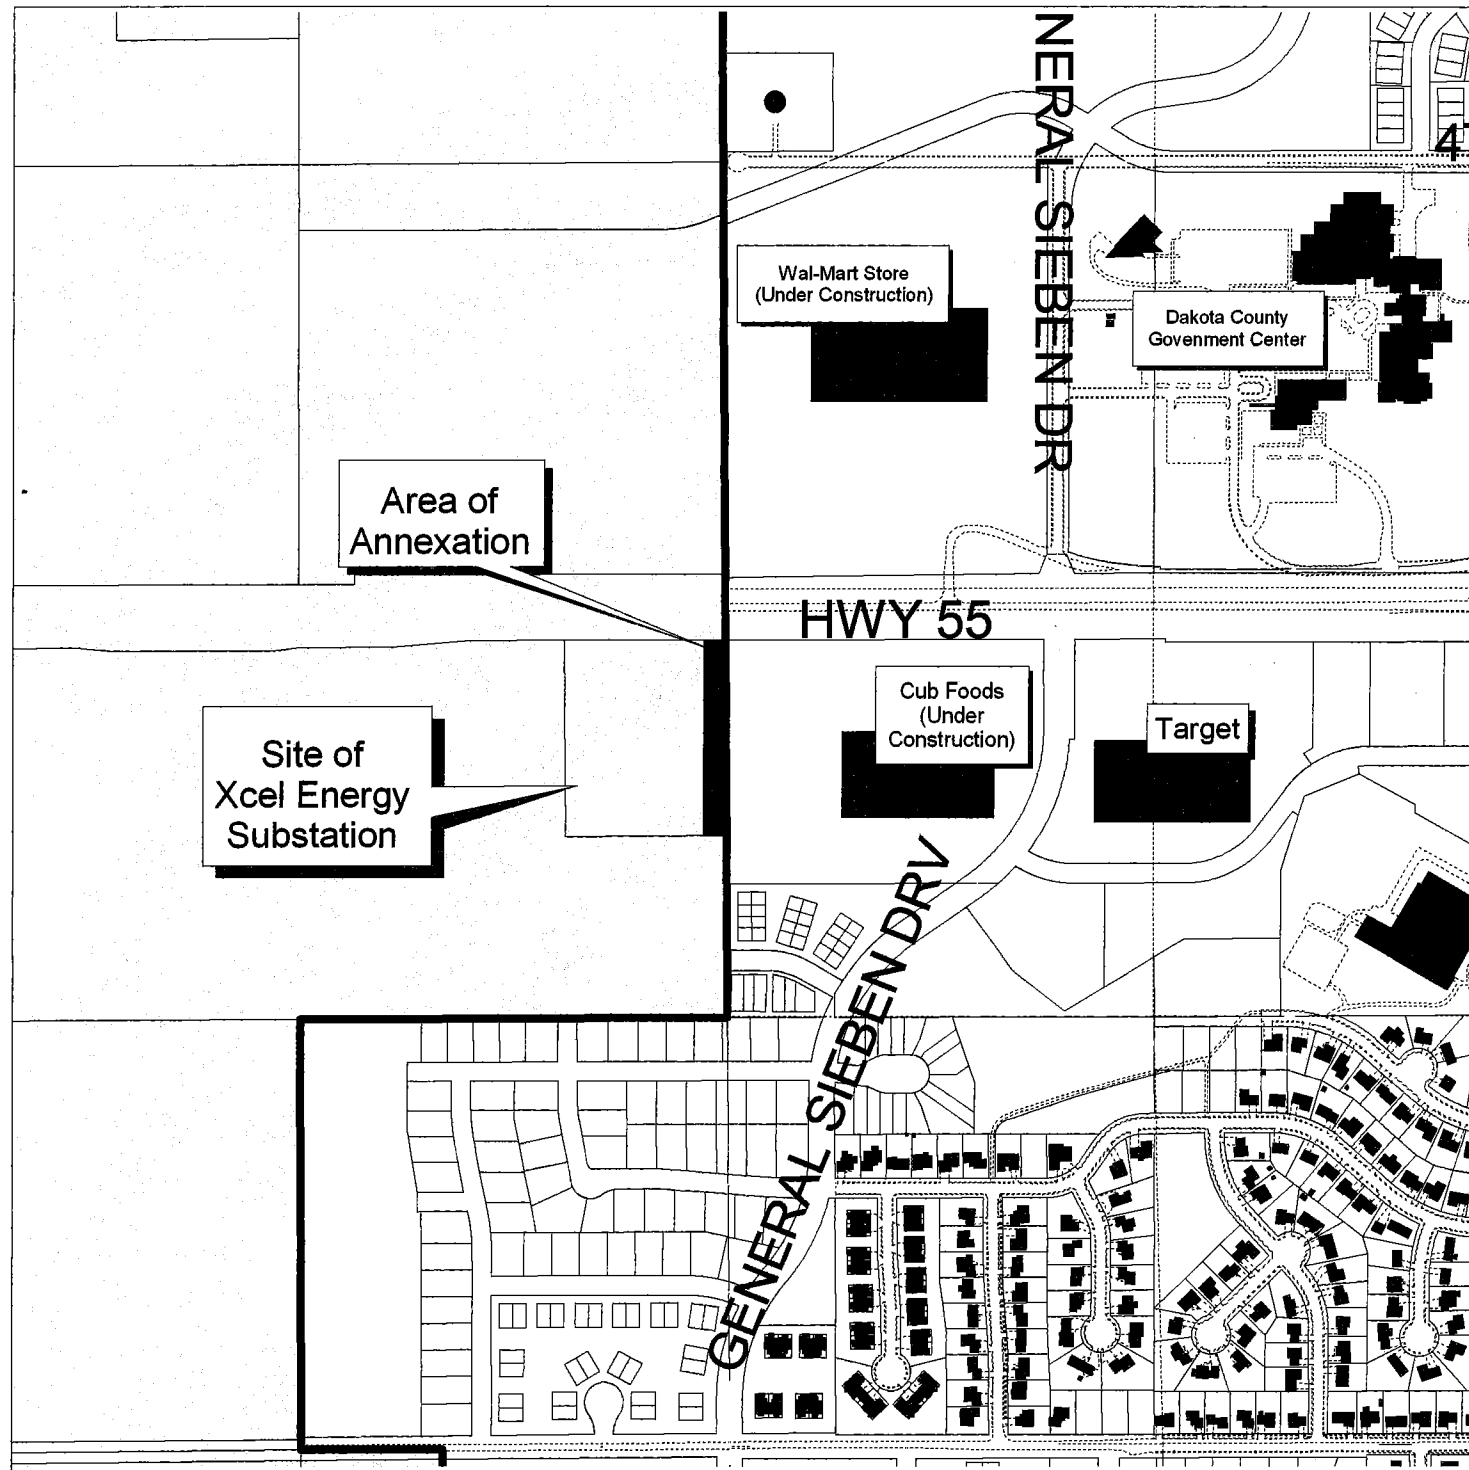 NERAL SIEBEN DR
4
Wal-Mart Store
(Under Construction)
Dakota County
Govenment Center
Area of
Annexation
HWY 55
Cub Foods
(Under
Construction)
Target
Site of
Xcel Energy
Substation
GENERAL SIEBEN DRV